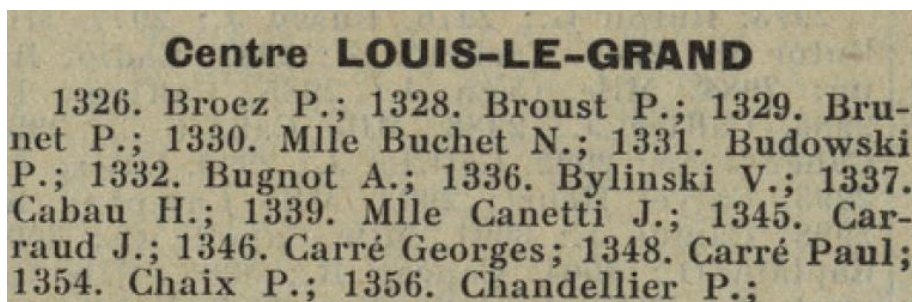 Centre LOUIS-LE-GRAND
1326. Broez P.; 1328. Broust P.; 1329. Bru-
net P.; 1330. Mlle Buchet N.; 1331. Budowski
P.; 1332. Bugnot A.; 1336. Bylinski V.; 1337.
Cabau H.; 1339. Mlle Canetti J.; 1345. Car-
raud J.; 1346. Carré Georges; 1348. Carré Paul;
1354. Chaix P.; 1356. Chandellier P.;